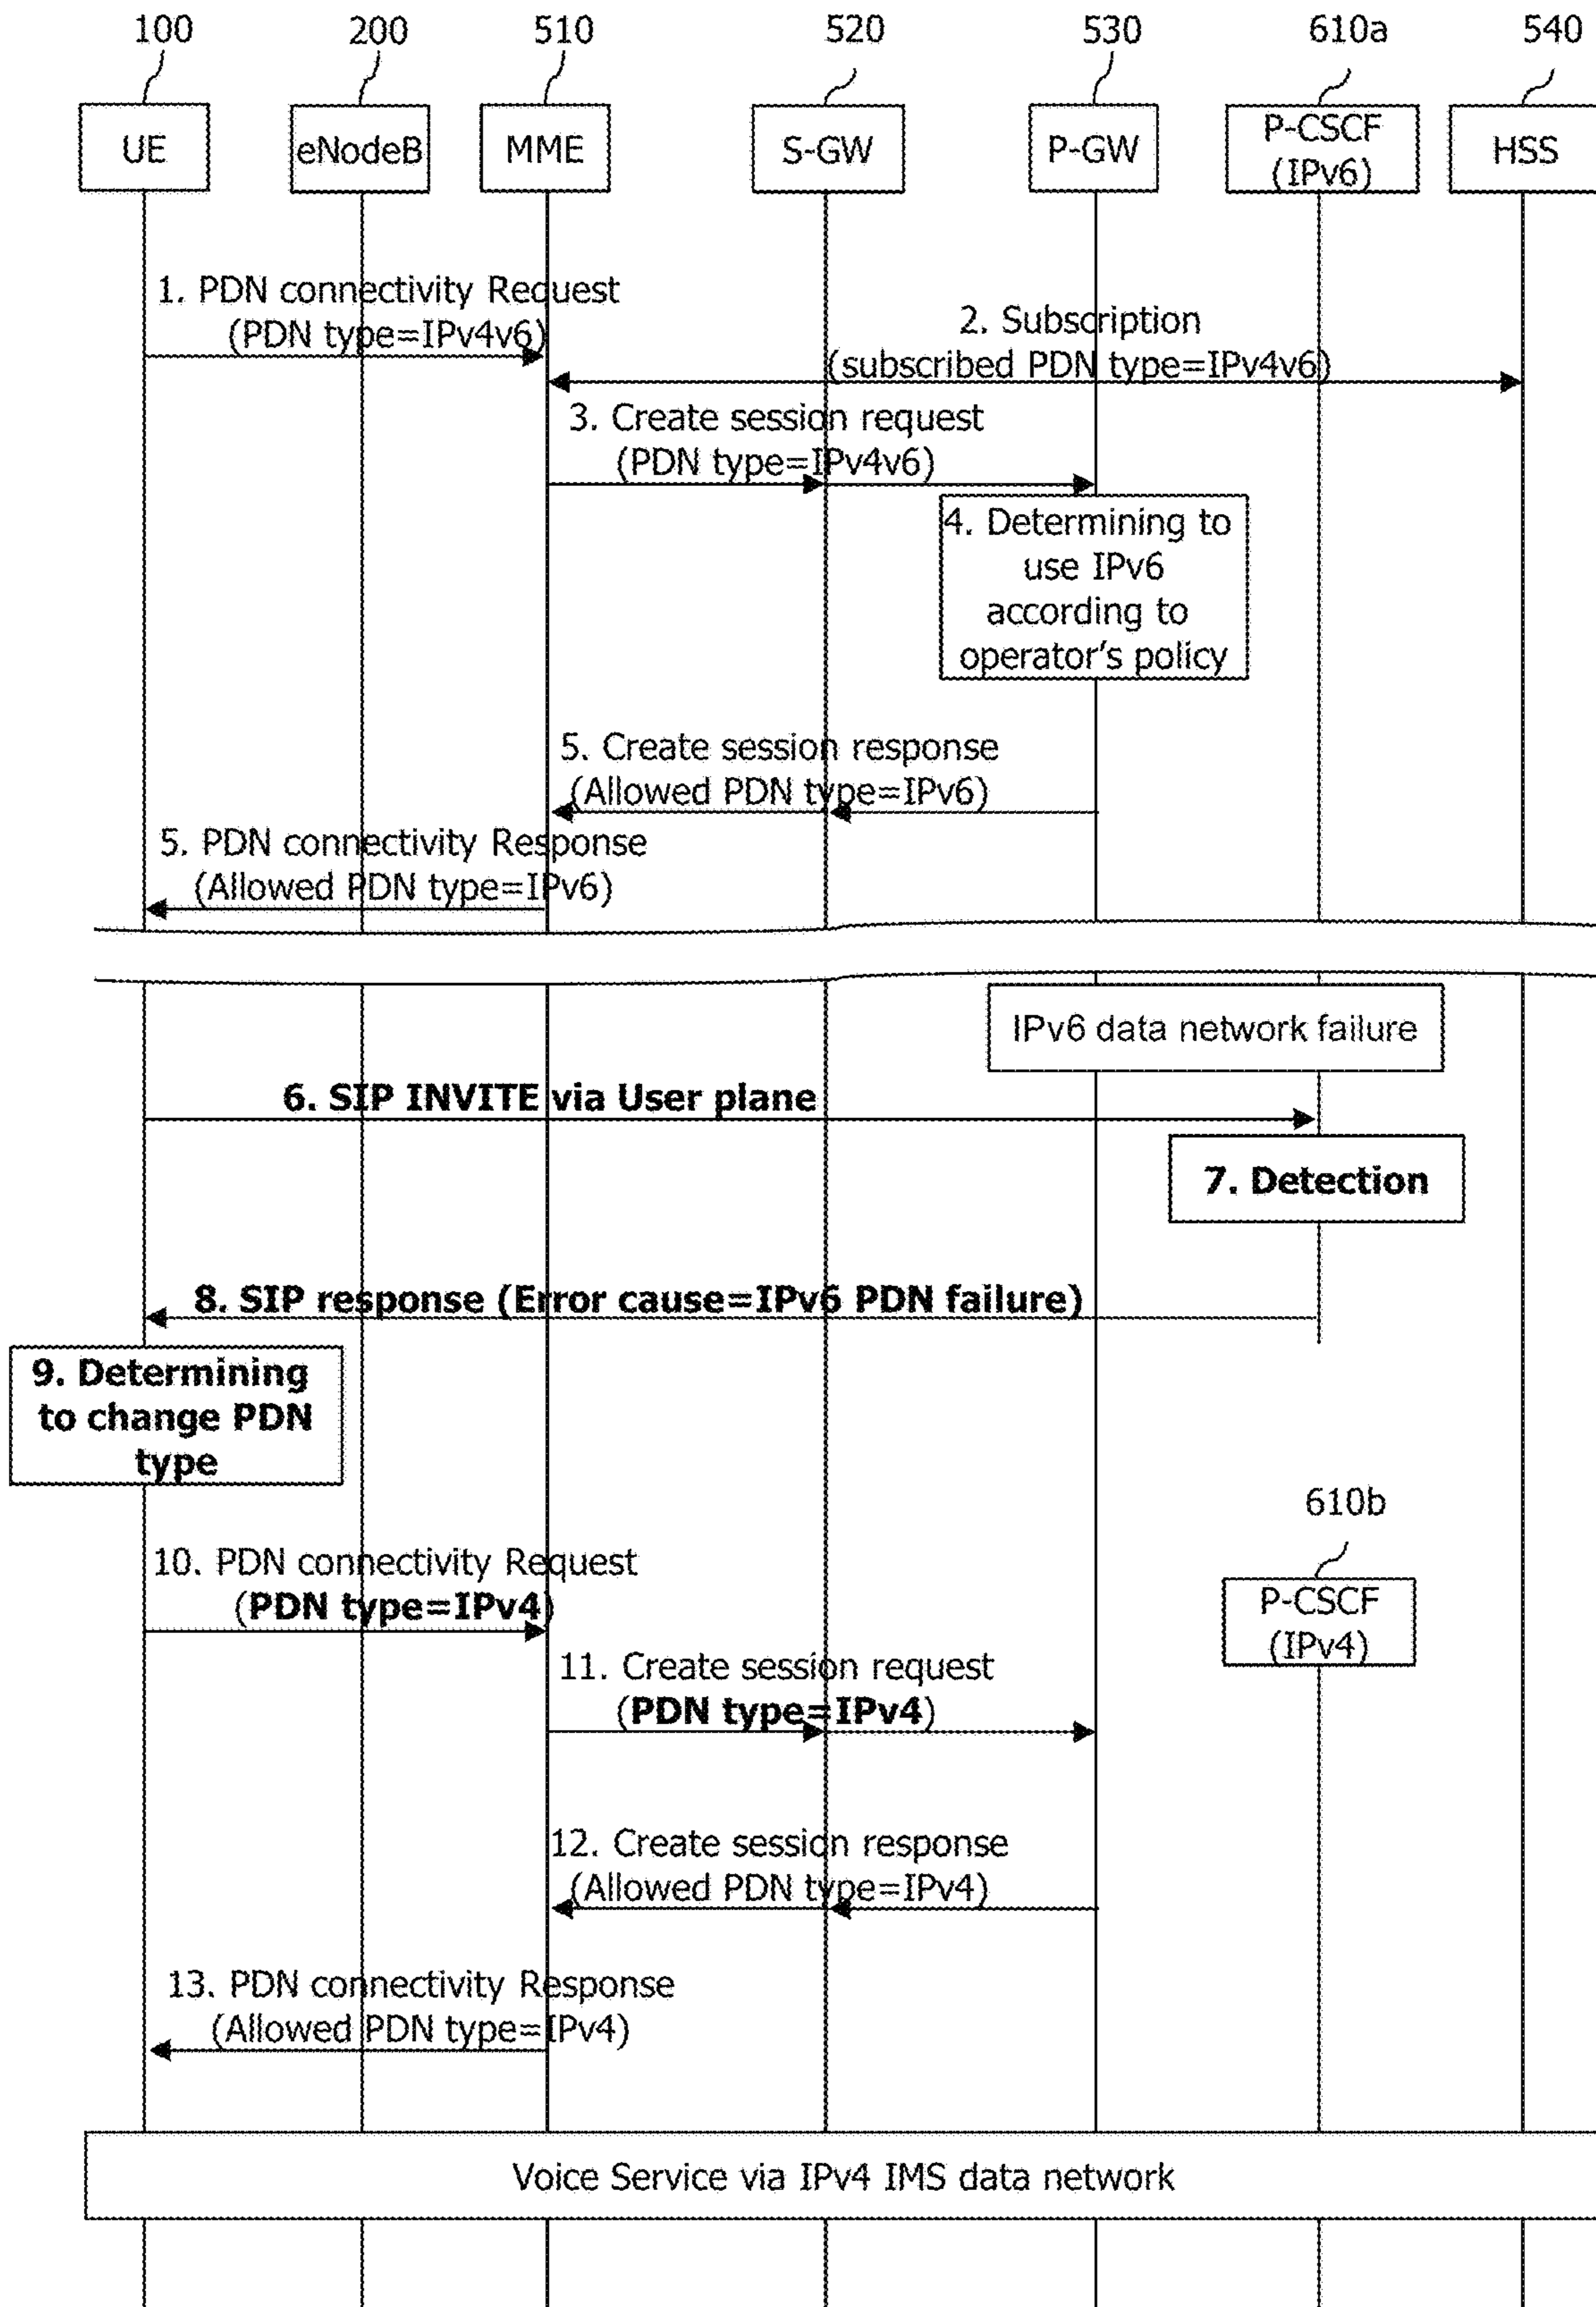 100
200
510
520
530
610a
540
UE
eNodeB
MME
S-GW
P-GW
P-CSCF
(IPv6)
HSS
1. PDN connectivity Request
(PDN type=IPv4v6)
2. Subscription
(subscribed PDN type=IPv4v6)
3. Create session request
(PDN type=IPv4v6)
4. Determining to
use IPv6
according to
operator's policy
5. Create session response
(Allowed PDN type=IPv6)
5. PDN connectivity Response
(Allowed PDN type=IPv6)
IPv6 data network failure
6. SIP INVITE via User plane
7. Detection
8. SIP response (Error cause=IPv6 PDN failure)
9. Determining
to change PDN
type
610b
P-CSCF
(IPv4)
10. PDN connectivity Request
(PDN type=IPv4)
11. Create session request
(PDN type=IPv4)
12. Create session response
(Allowed PDN type=IPv4)
13. PDN connectivity Response
(Allowed PDN type=IPv4)
Voice Service via IPv4 IMS data network